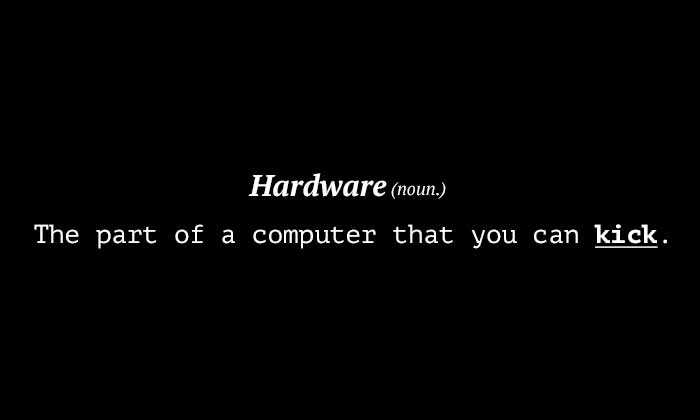 Hardware (noun.)
The part of a computer that you can kick.